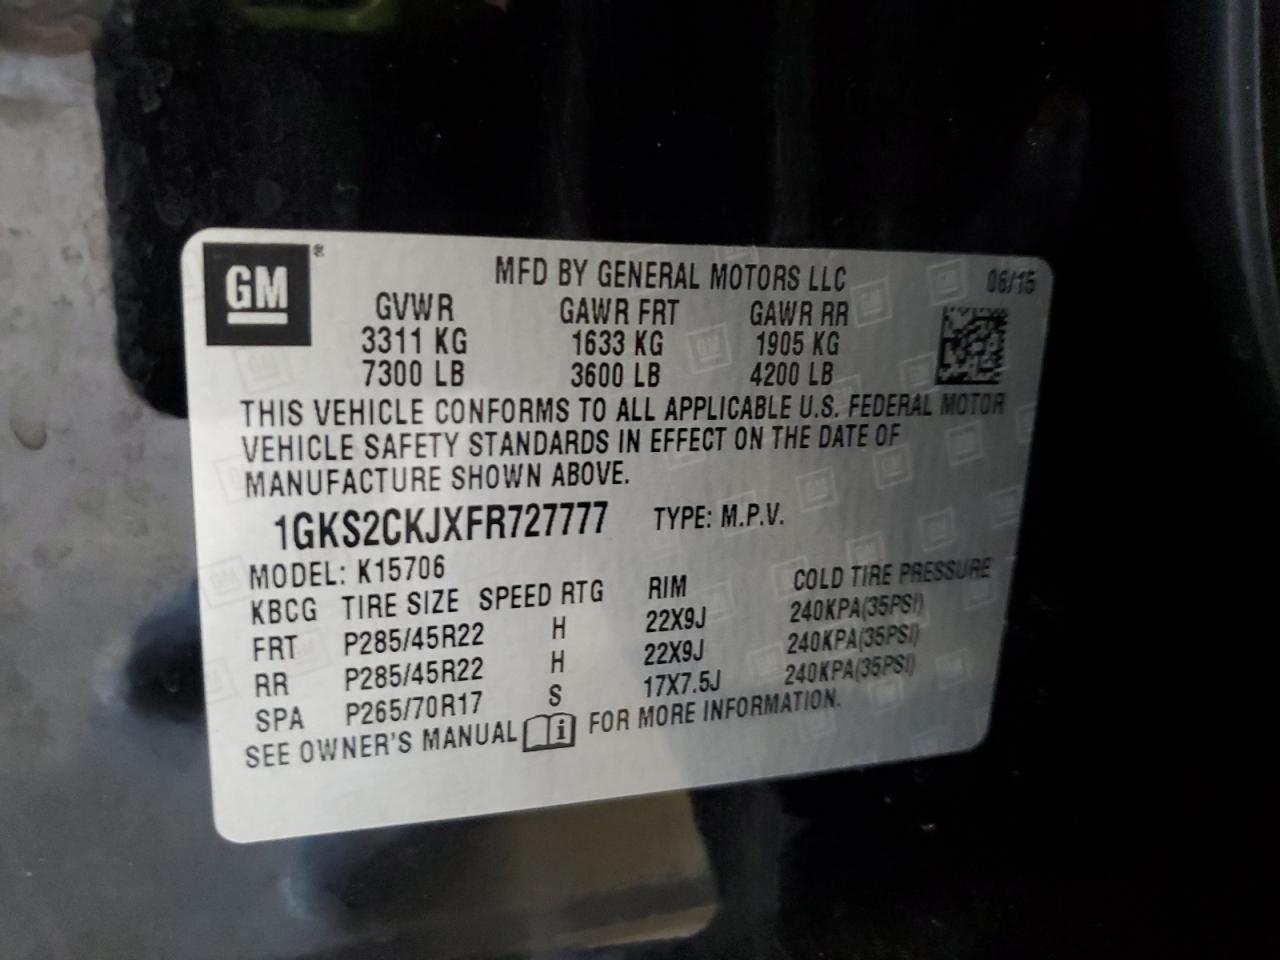 GM ®
MFD BY GENERAL MOTORS LLC 06/15
GVWR GAWR FRT GAWR RR
3311 KG 1633 KG 1905 KG
7300 LB 3600 LB 4200 LB
THIS VEHICLE CONFORMS TO ALL APPLICABLE U.S. FEDERAL MOTOR
VEHICLE SAFETY STANDARDS IN EFFECT ON THE DATE OF
MANUFACTURE SHOWN ABOVE.
1GKS2CKJXFR727777 TYPE: M.P.V.
MODEL: K15706
KBCG TIRE SIZE SPEED RTG RIM COLD TIRE PRESSURE
FRT P285/45R22 H 22X9J 240KPA(35PSI)
RR P285/45R22 H 22X9J 240KPA(35PSI)
SPA P265/70R17 S 17X7.5J 240KPA(35PSI)
SEE OWNER'S MANUAL i FOR MORE INFORMATION.